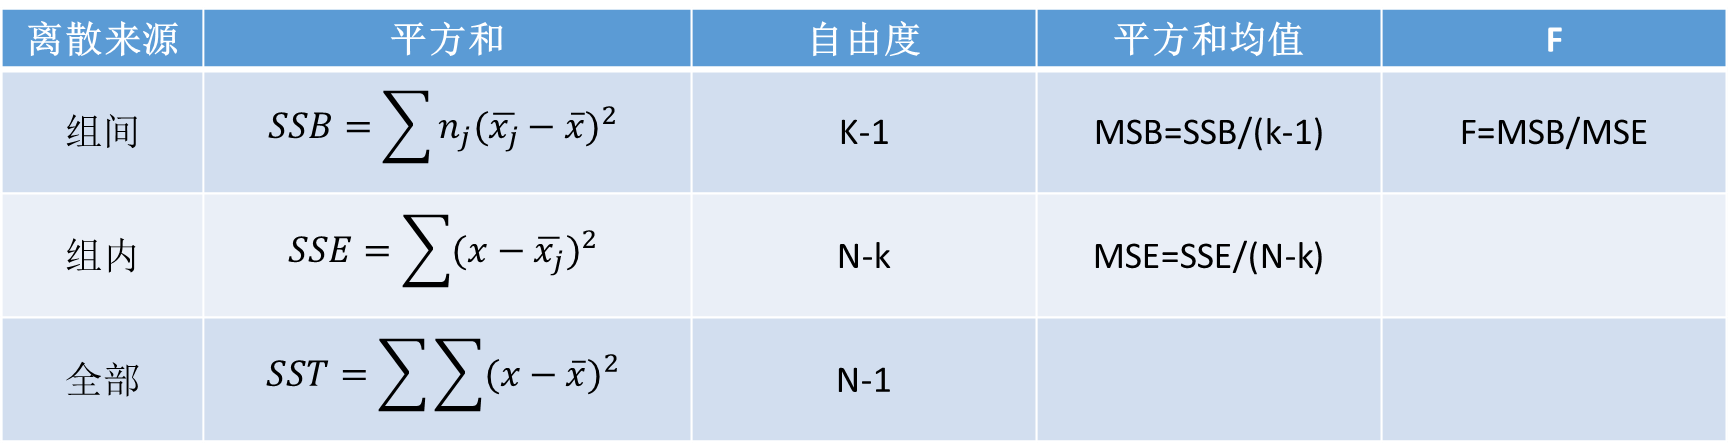 离散来源 平方和 自由度 平方和均值 F
组间 SSB = ∑ n_j(x̅_j − x̅)² K-1 MSB=SSB/(k-1) F=MSB/MSE
组内 SSE = ∑(x − x̅_j)² N-k MSE=SSE/(N-k)
全部 SST = ∑∑(x − x̅)² N-1